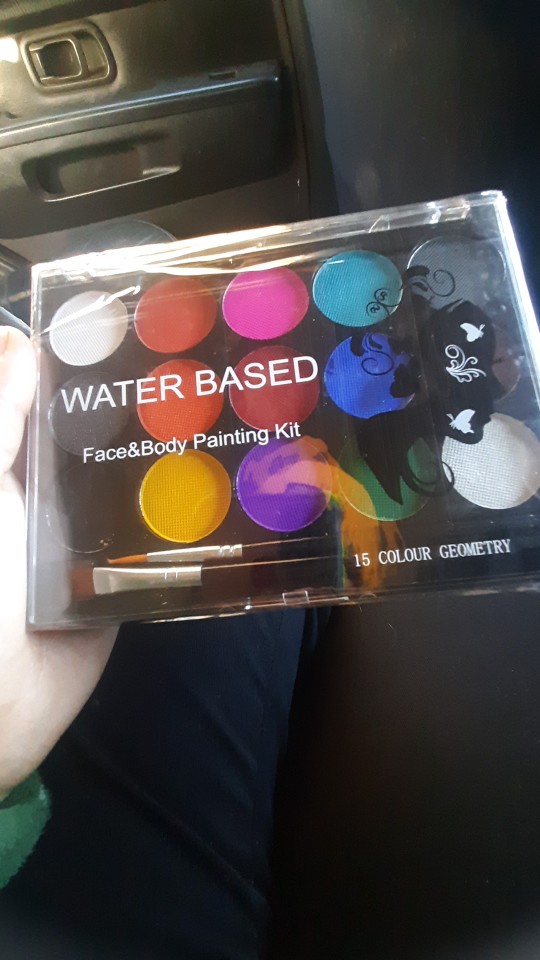 WATER BASED
Face&Body Painting Kit
15 COLOUR GEOMETRY